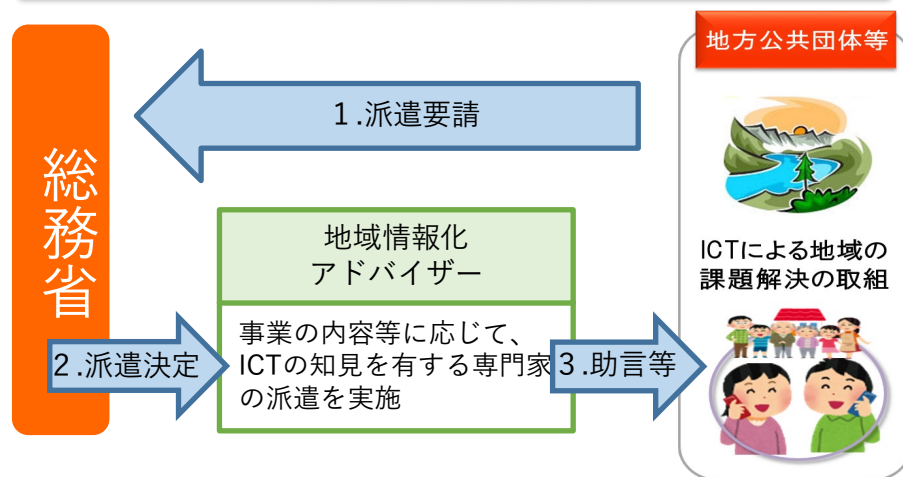 地方公共団体等
１.派遣要請
総務省
地域情報化
アドバイザー
事業の内容等に応じて、
ICTの知見を有する専門家
の派遣を実施
2.派遣決定
3.助言等
ICTによる地域の
課題解決の取組